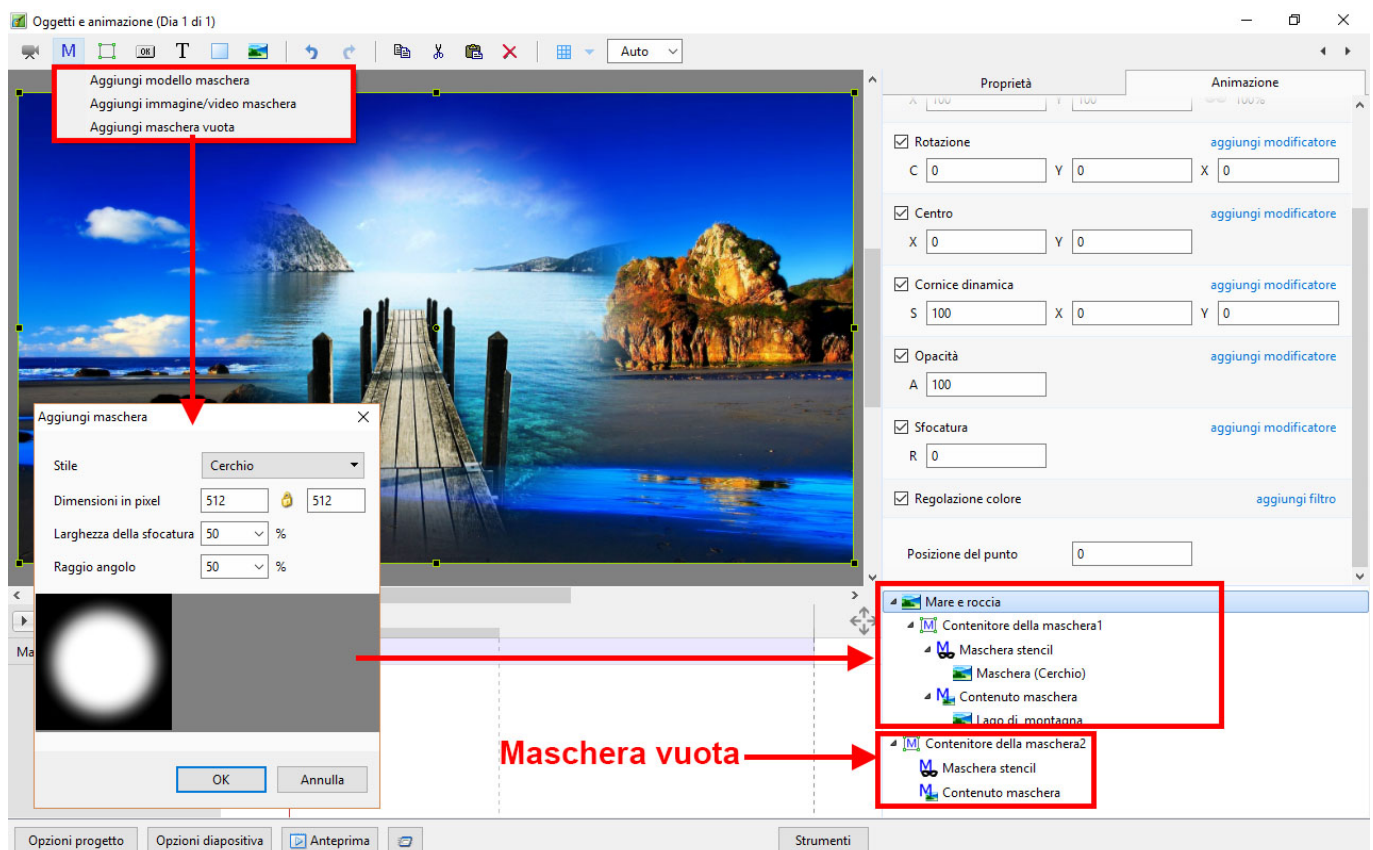 Oggetti e animazione (Dia 1 di 1)
M OK T Auto
Aggiungi modello maschera
Aggiungi immagine/video maschera
Aggiungi maschera vuota
Proprietà Animazione
X 100 Y 100 100%
Rotazione aggiungi modificatore
C 0 Y 0 X 0
Centro aggiungi modificatore
X 0 Y 0
Cornice dinamica aggiungi modificatore
S 100 X 0 Y 0
Opacità aggiungi modificatore
A 100
Sfocatura aggiungi modificatore
R 0
Regolazione colore aggiungi filtro
Posizione del punto 0
Aggiungi maschera
Stile Cerchio
Dimensioni in pixel 512 512
Larghezza della sfocatura 50 %
Raggio angolo 50 %
OK Annulla
Ma
Mare e roccia
M Contenitore della maschera1
M Maschera stencil
Maschera (Cerchio)
M Contenuto maschera
Lago di montagna
Maschera vuota
M Contenitore della maschera2
M Maschera stencil
M Contenuto maschera
Opzioni progetto Opzioni diapositiva Anteprima Strumenti